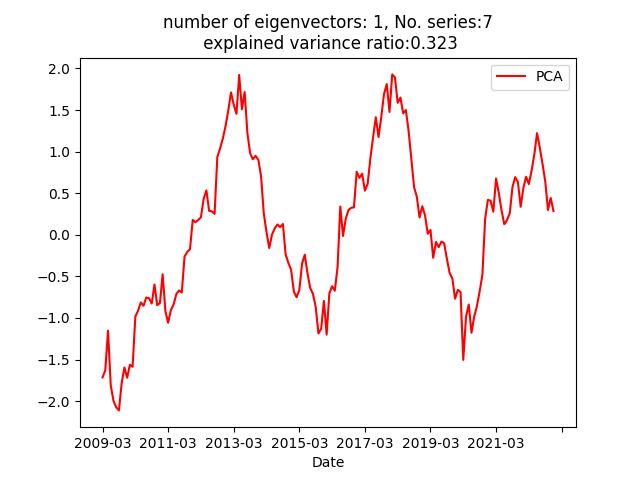 number of eigenvectors: 1, No. series:7
explained variance ratio:0.323
PCA
2.0
1.5
1.0
0.5
0.0
−0.5
−1.0
−1.5
−2.0
2009-03 2011-03 2013-03 2015-03 2017-03 2019-03 2021-03
Date